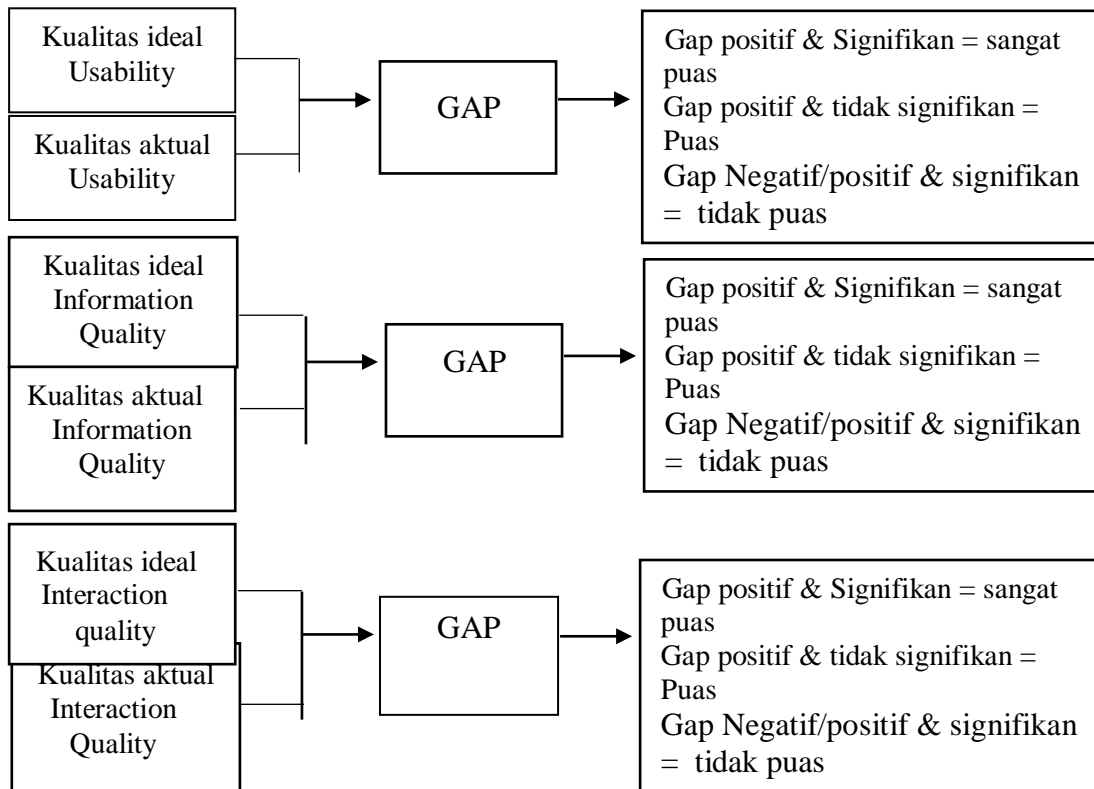 Kualitas ideal
Usability
Kualitas aktual
Usability
GAP
Gap positif & Signifikan = sangat
puas
Gap positif & tidak signifikan =
Puas
Gap Negatif/positif & signifikan
= tidak puas
Kualitas ideal
Information
Quality
Kualitas aktual
Information
Quality
GAP
Gap positif & Signifikan = sangat
puas
Gap positif & tidak signifikan =
Puas
Gap Negatif/positif & signifikan
= tidak puas
Kualitas ideal
Interaction
quality
Kualitas aktual
Interaction
Quality
GAP
Gap positif & Signifikan = sangat
puas
Gap positif & tidak signifikan =
Puas
Gap Negatif/positif & signifikan
= tidak puas